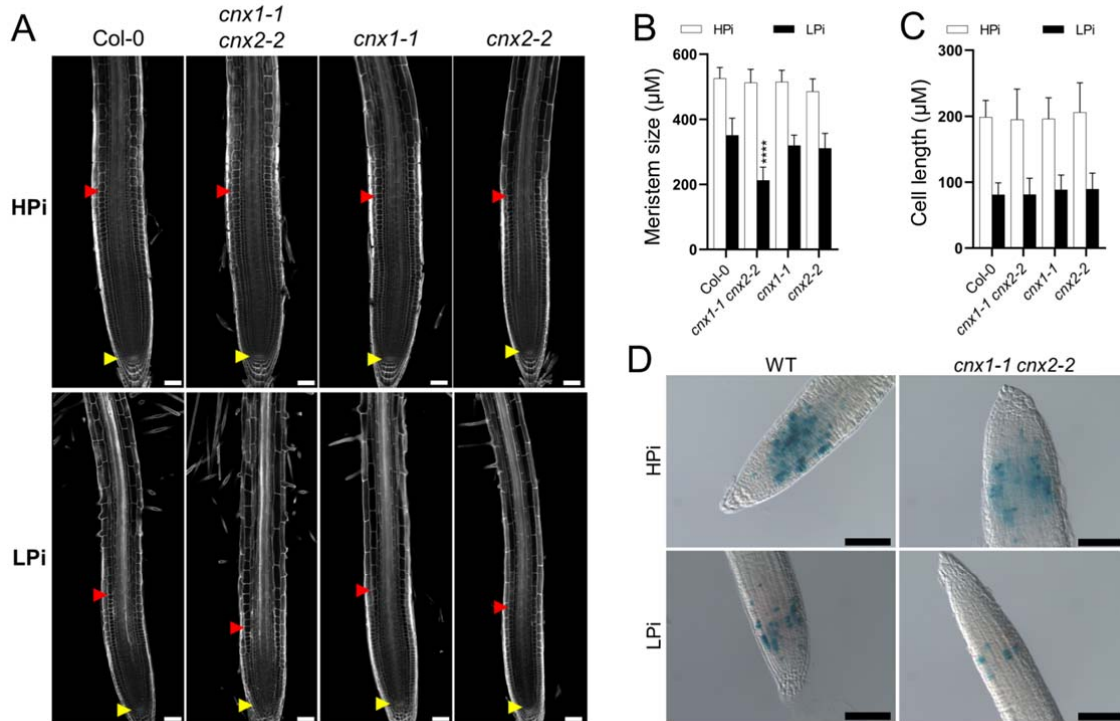 A
Col-0
cnx1-1
cnx2-2
cnx1-1
cnx2-2
HPi
LPi
B
HPi
LPi
Meristem size (µM)
600
400
200
0
****
Col-0
cnx1-1 cnx2-2
cnx1-1
cnx2-2
C
HPi
LPi
Cell length (µM)
300
200
100
0
Col-0
cnx1-1 cnx2-2
cnx1-1
cnx2-2
D
WT
cnx1-1 cnx2-2
HPi
LPi